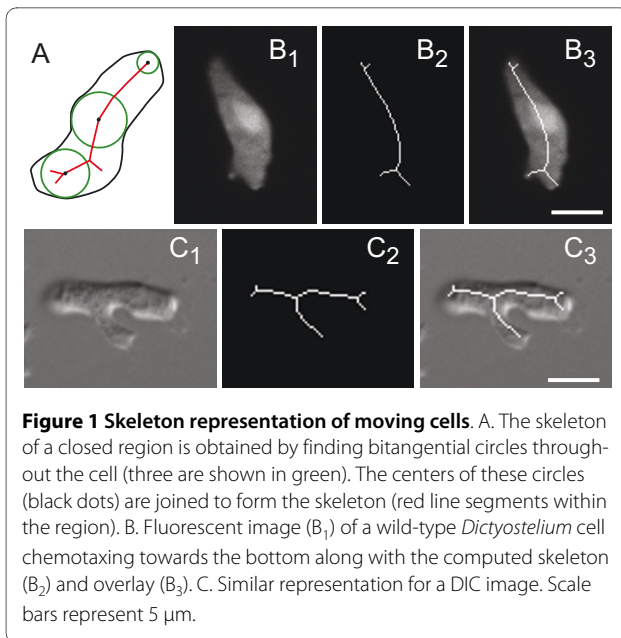 A
B₁
B₂
B₃
C₁
C₂
C₃
Figure 1 Skeleton representation of moving cells. A. The skeleton
of a closed region is obtained by finding bitangential circles through-
out the cell (three are shown in green). The centers of these circles
(black dots) are joined to form the skeleton (red line segments within
the region). B. Fluorescent image (B₁) of a wild-type Dictyostelium cell
chemotaxing towards the bottom along with the computed skeleton
(B₂) and overlay (B₃). C. Similar representation for a DIC image. Scale
bars represent 5 μm.